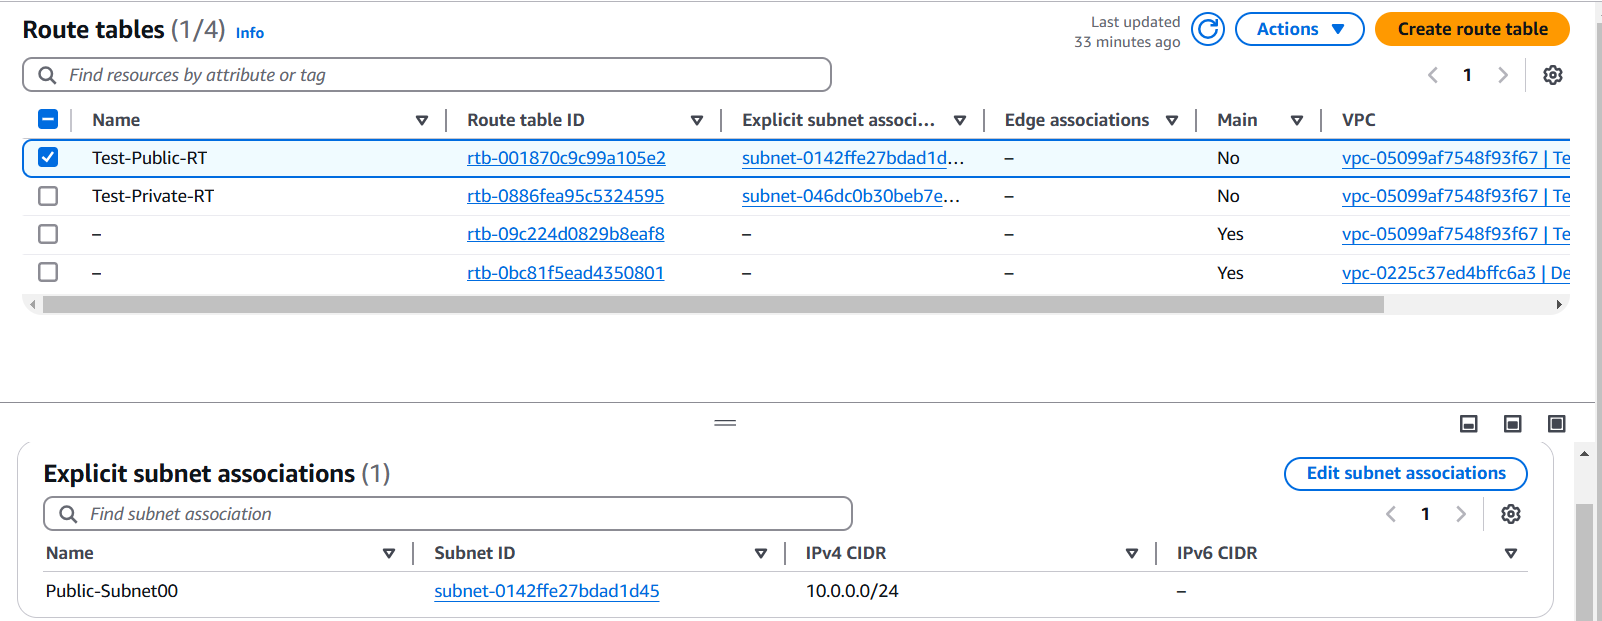 Route tables (1/4) Info
Last updated
33 minutes ago
Actions
Create route table
Find resources by attribute or tag
1
Name Route table ID Explicit subnet associ... Edge associations Main VPC
Test-Public-RT rtb-001870c9c99a105e2 subnet-0142ffe27bdad1d... – No vpc-05099af7548f93f67 | Te
Test-Private-RT rtb-0886fea95c5324595 subnet-046dc0b30beb7e... – No vpc-05099af7548f93f67 | Te
– rtb-09c224d0829b8eaf8 – – Yes vpc-05099af7548f93f67 | Te
– rtb-0bc81f5ead4350801 – – Yes vpc-0225c37ed4bffc6a3 | De
Explicit subnet associations (1)
Edit subnet associations
Find subnet association
1
Name Subnet ID IPv4 CIDR IPv6 CIDR
Public-Subnet00 subnet-0142ffe27bdad1d45 10.0.0.0/24 –